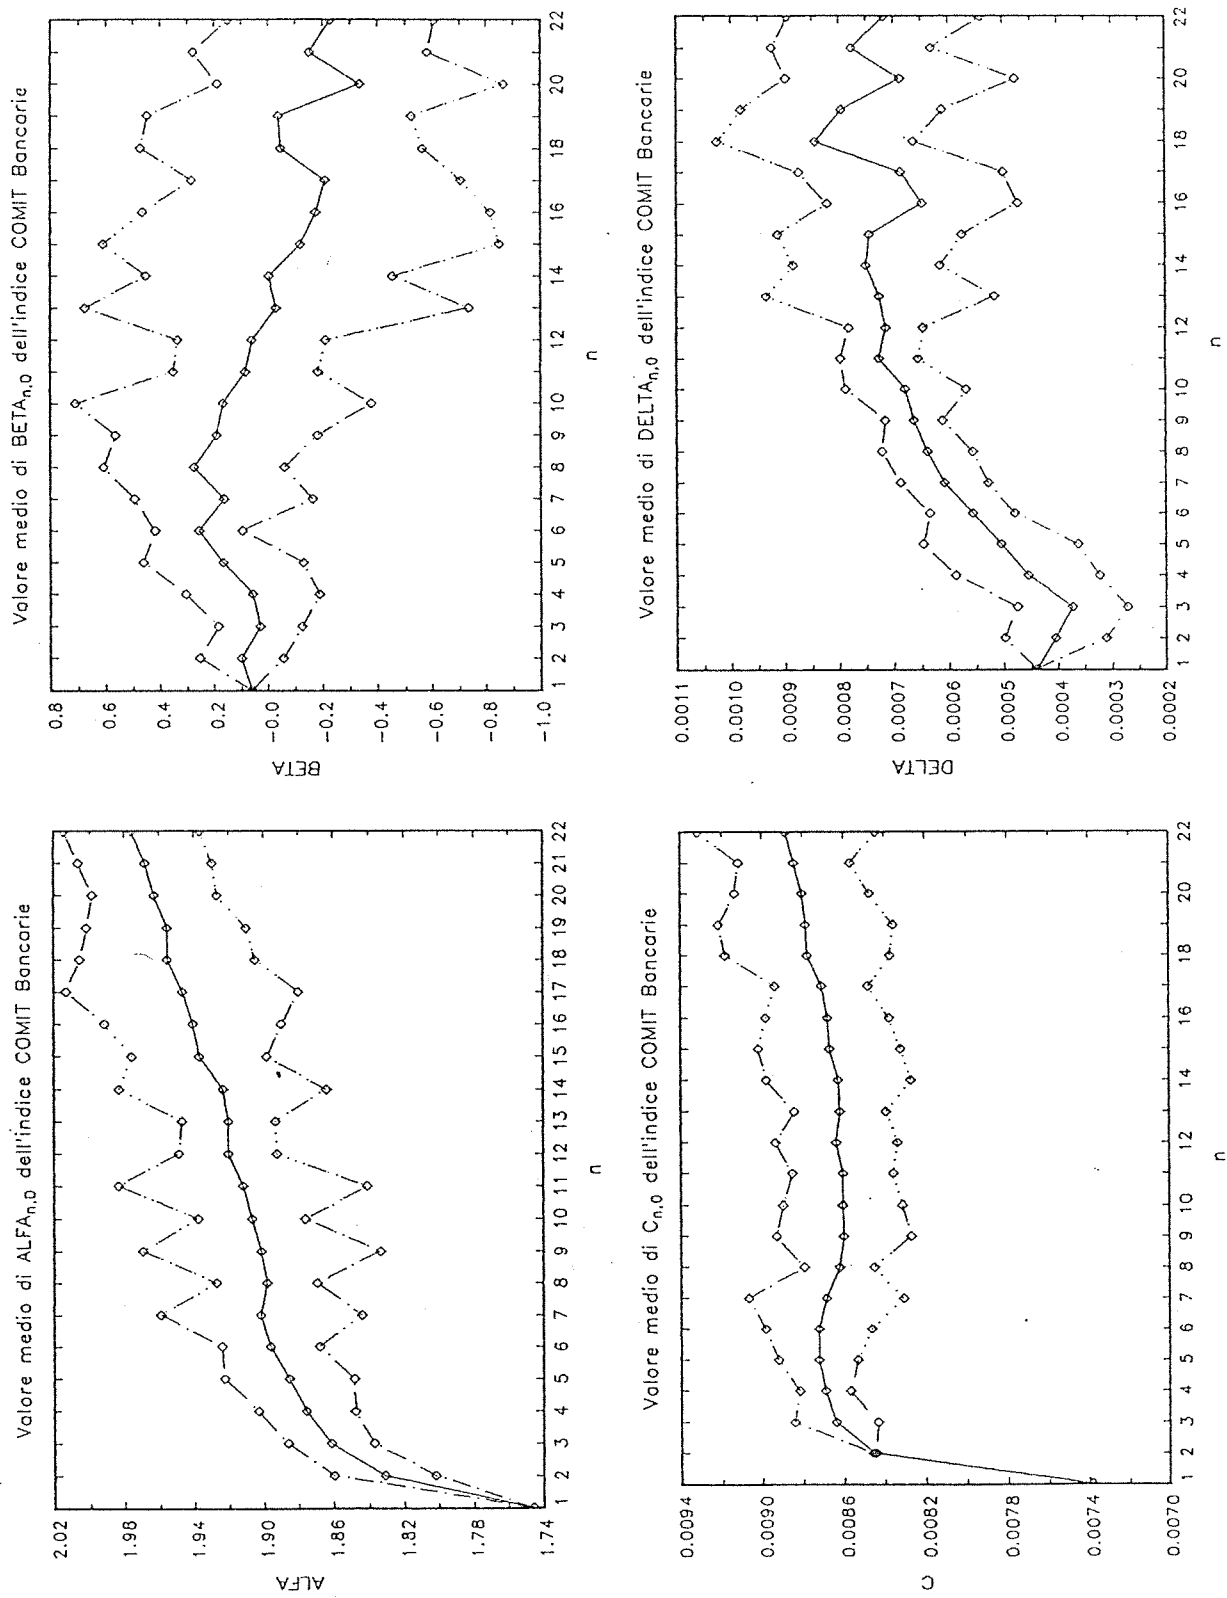 Valore medio di ALFAn,0 dell'indice COMIT Bancarie
ALFA
2.02
1.98
1.94
1.90
1.86
1.82
1.78
1.74
1 2 3 4 5 6 7 8 9 10 11 12 13 14 15 16 17 18 19 20 21 22
n
Valore medio di BETAn,0 dell'indice COMIT Bancarie
BETA
0.8
0.6
0.4
0.2
-0.0
-0.2
-0.4
-0.6
-0.8
-1.0
1 2 3 4 5 6 7 8 9 10 12 14 16 18 20 22
n
Valore medio di Cn,0 dell'indice COMIT Bancarie
C
0.0094
0.0090
0.0086
0.0082
0.0078
0.0074
0.0070
1 2 3 4 5 6 7 8 9 10 12 14 16 18 20 22
n
Valore medio di DELTAn,0 dell'indice COMIT Bancarie
DELTA
0.0011
0.0010
0.0009
0.0008
0.0007
0.0006
0.0005
0.0004
0.0003
0.0002
1 2 3 4 5 6 7 8 9 10 12 14 16 18 20 22
n